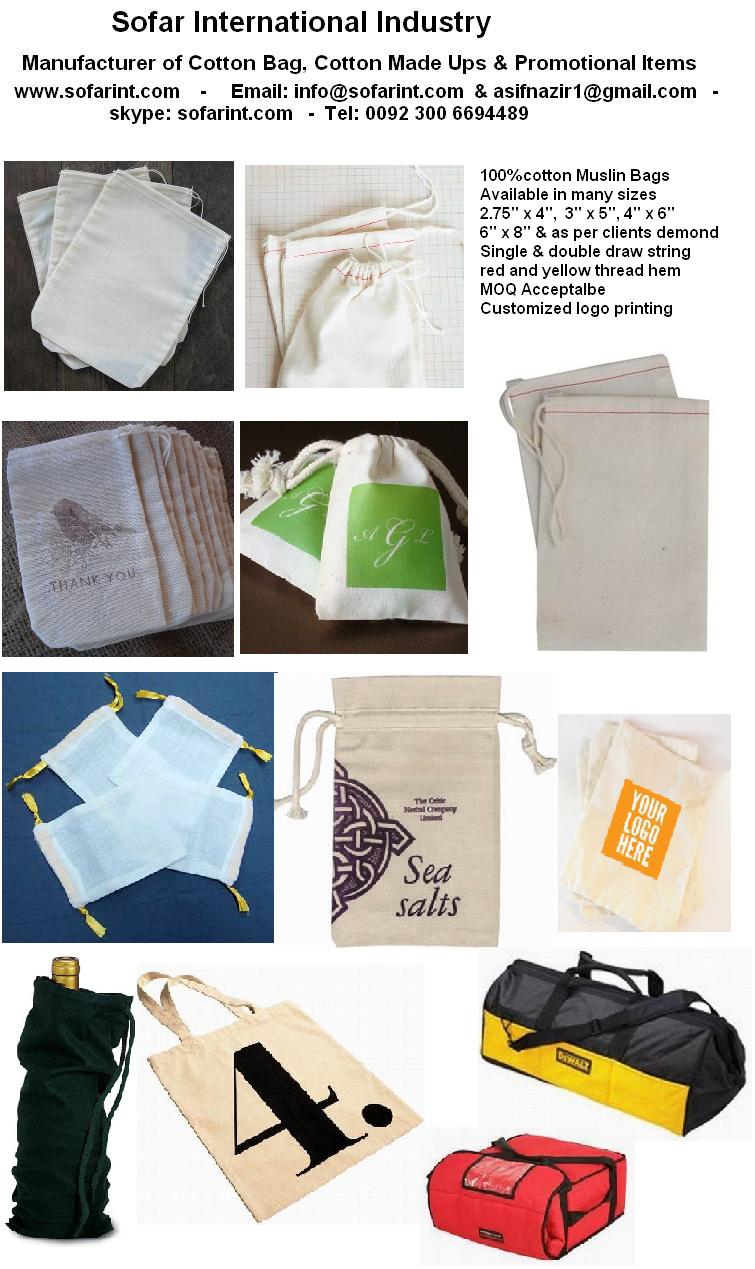 Sofar International Industry
Manufacturer of Cotton Bag, Cotton Made Ups & Promotional Items
www.sofarint.com - Email: info@sofarint.com & asifnazir1@gmail.com -
skype: sofarint.com - Tel: 0092 300 6694489
100%cotton Muslin Bags
Available in many sizes
2.75" x 4", 3" x 5", 4" x 6"
6" x 8" & as per clients demond
Single & double draw string
red and yellow thread hem
MOQ Acceptalbe
Customized logo printing
THANK YOU
A G L
A G L
The Celtic
Herbal Company
Limited
Sea
salts
YOUR
LOGO
HERE
4.
DEWALT